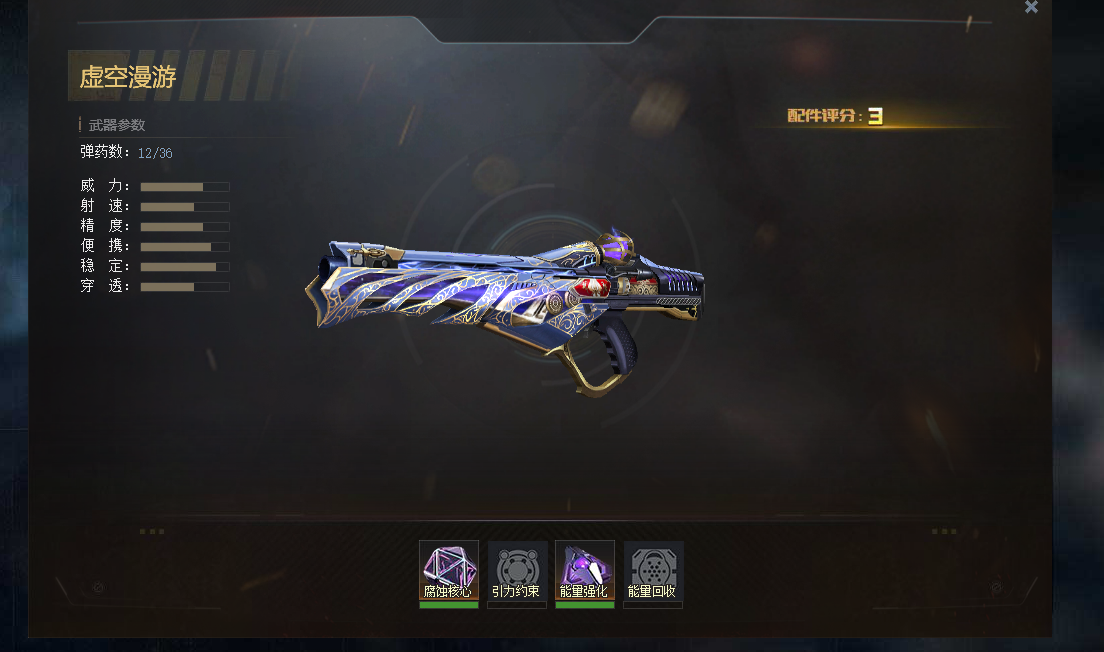 虚空漫游
武器参数
配件评分：3
弹药数：12/36
威 力：
射 速：
精 度：
便 携：
稳 定：
穿 透：
腐蚀核心 引力约束 能量强化 能量回收